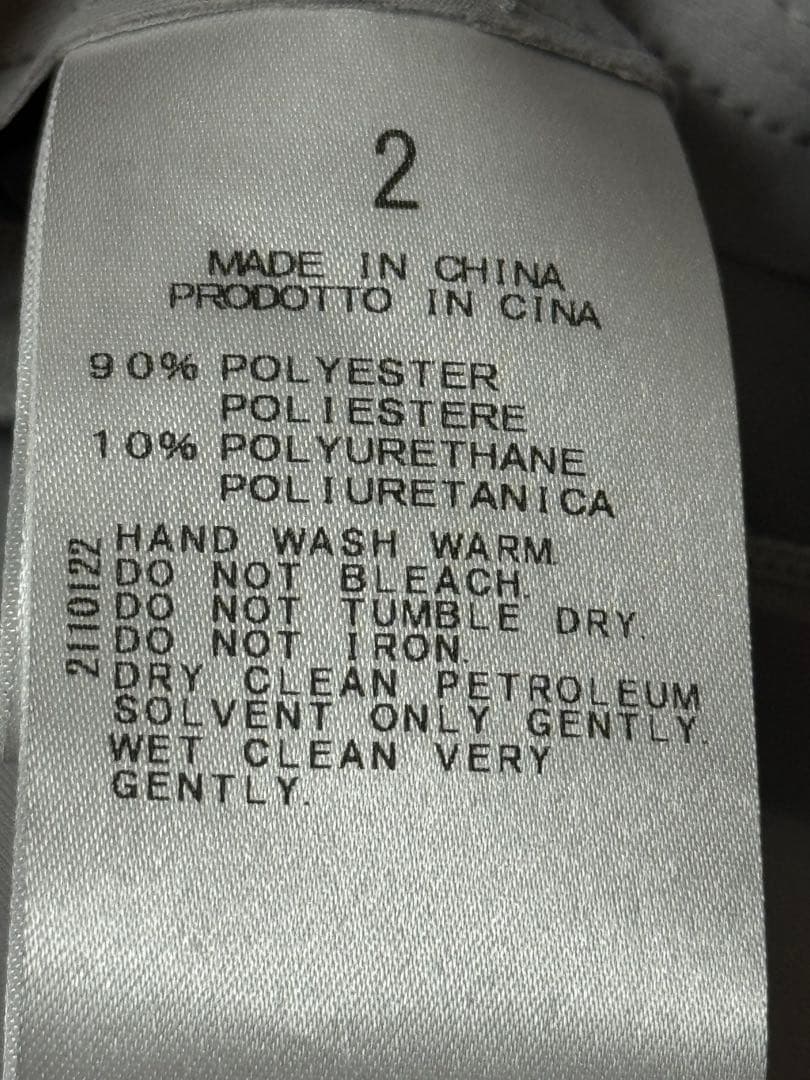 2
MADE IN CHINA
PRODOTTO IN CINA
90% POLYESTER
POLIESTERE
10% POLYURETHANE
POLIURETANICA
HAND WASH WARM.
DO NOT BLEACH.
DO NOT TUMBLE DRY.
DO NOT IRON.
DRY CLEAN PETROLEUM
SOLVENT ONLY GENTLY.
WET CLEAN VERY
GENTLY.
2110122